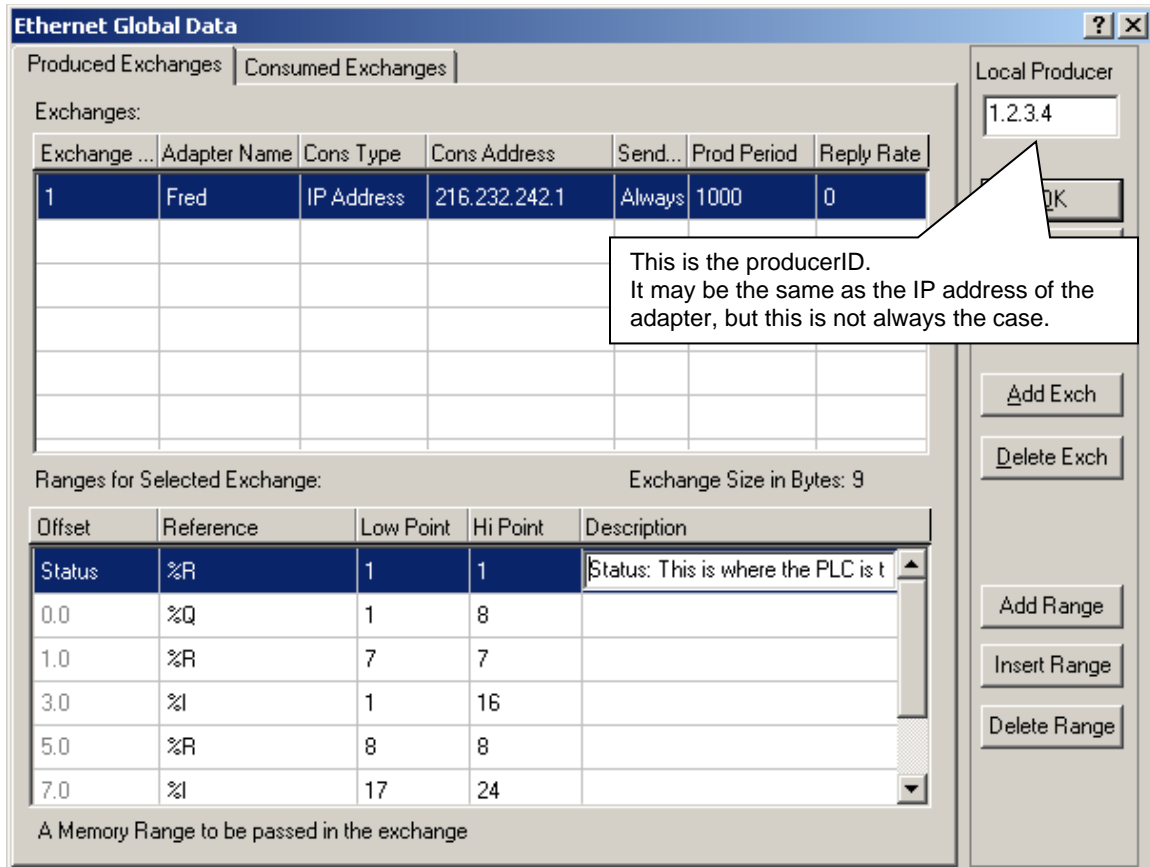 Ethernet Global Data
Produced Exchanges Consumed Exchanges
Local Producer
1.2.3.4
Exchanges:
Exchange ... Adapter Name Cons Type Cons Address Send... Prod Period Reply Rate
1 Fred IP Address 216.232.242.1 Always 1000 0
This is the producerID.
It may be the same as the IP address of the
adapter, but this is not always the case.
Add Exch
Delete Exch
Ranges for Selected Exchange: Exchange Size in Bytes: 9
Offset Reference Low Point Hi Point Description
Status %R 1 1 Status: This is where the PLC is t
0.0 %Q 1 8
1.0 %R 7 7
3.0 %I 1 16
5.0 %R 8 8
7.0 %I 17 24
Add Range
Insert Range
Delete Range
A Memory Range to be passed in the exchange